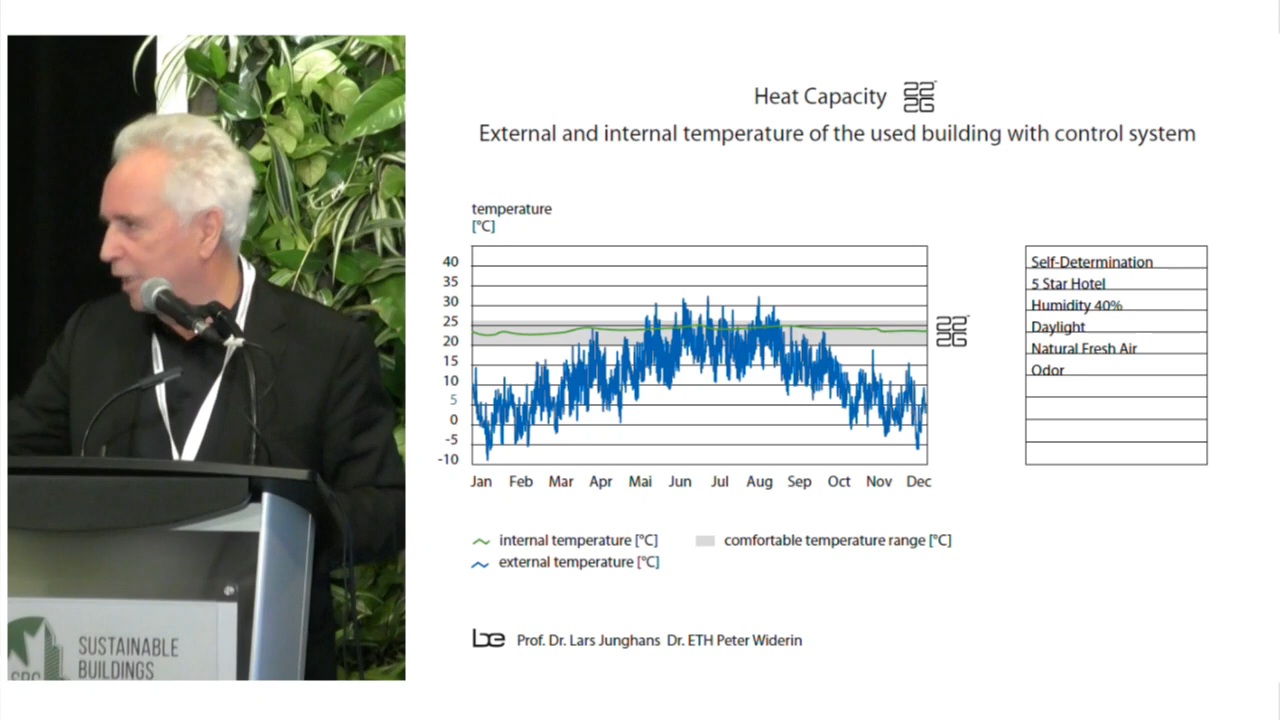 Heat Capacity 2226
External and internal temperature of the used building with control system
temperature
[°C]
40
35
30
25
20
15
10
5
0
-5
-10
Jan Feb Mar Apr Mai Jun Jul Aug Sep Oct Nov Dec
2226
internal temperature [°C] comfortable temperature range [°C]
external temperature [°C]
Self-Determination
5 Star Hotel
Humidity 40%
Daylight
Natural Fresh Air
Odor
be Prof. Dr. Lars Junghans Dr. ETH Peter Widerin
SUSTAINABLE
BUILDINGS